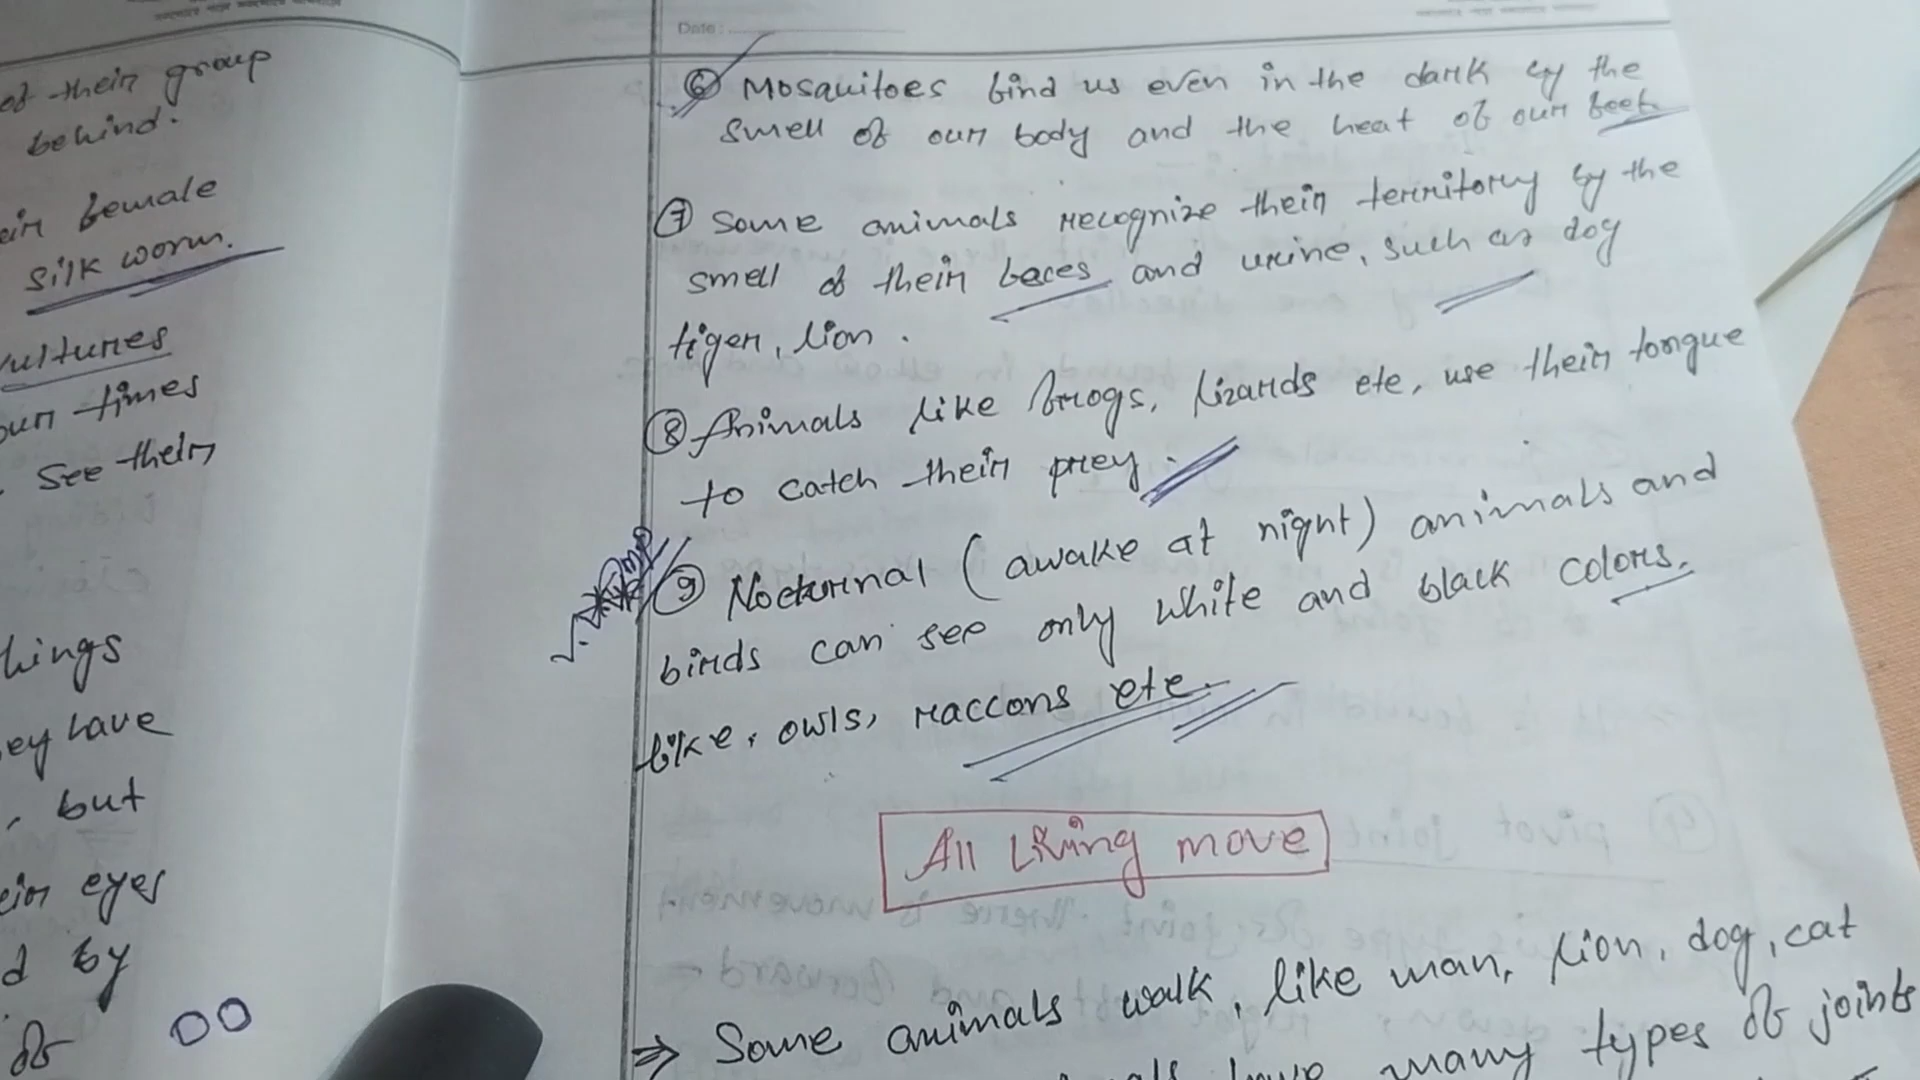 of their group
behind.
female
silk worm.
vultures
times
see their
things
they have
, but
eyes
by
of
Date:
⑥ Mosquitoes find us even in the dark by the
smell of our body and the heat of our feet
⑦ Some animals recognize their territory by the
smell of their faces and urine, such as dog
tiger, lion.
⑧ Animals like frogs, lizards etc, use their tongue
to catch their prey.
Imp
⑨ Nocturnal (awake at night) animals and
birds can see only white and black colors.
like, owls, raccons etc.
All Living move
⇒ Some animals walk, like man, lion, dog, cat
have many types of joints